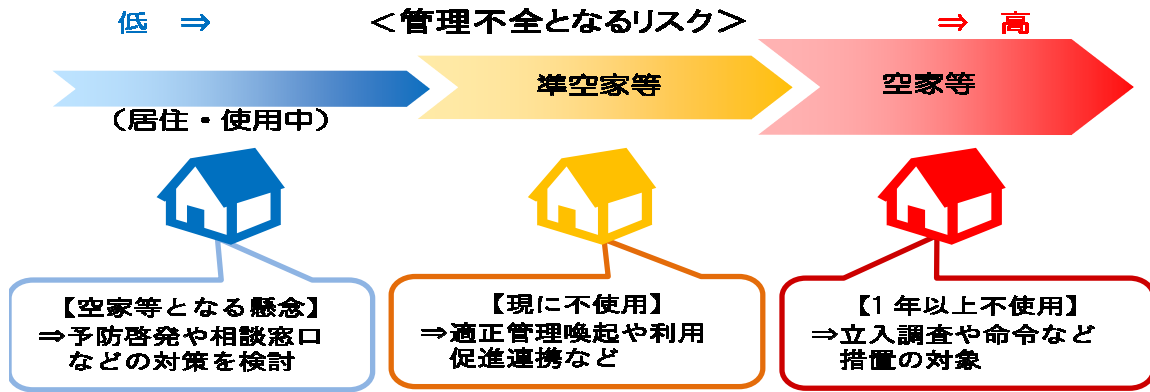 低 ⇒ ＜管理不全となるリスク＞ ⇒ 高
（居住・使用中）
準空家等
空家等
【空家等となる懸念】
⇒予防啓発や相談窓口
などの対策を検討
【現に不使用】
⇒適正管理喚起や利用
促進連携など
【1年以上不使用】
⇒立入調査や命令など
措置の対象